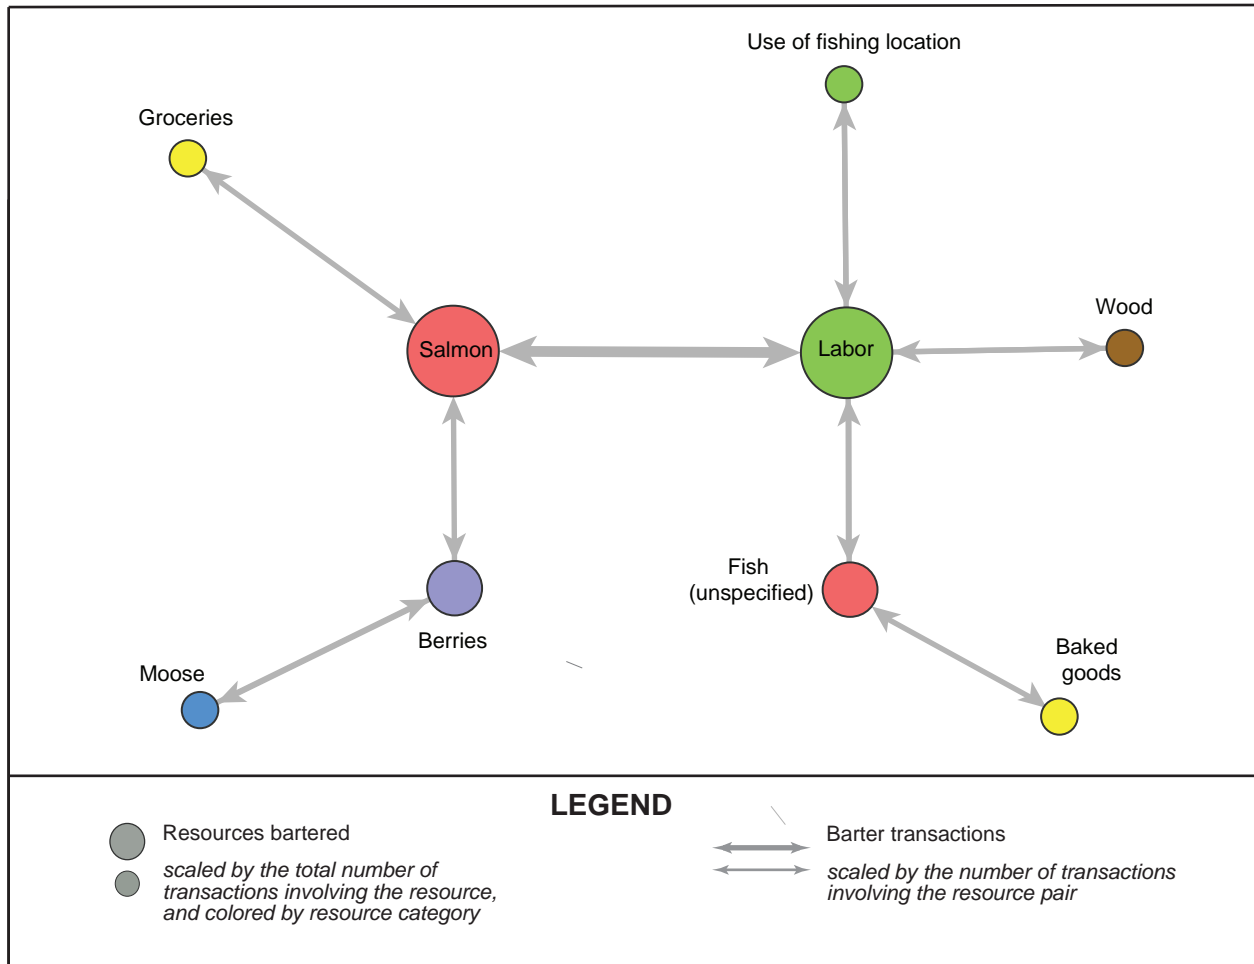 Use of fishing location
Groceries
Wood
Salmon
Labor
Fish
(unspecified)
Berries
Baked
goods
Moose
LEGEND
Resources bartered
scaled by the total number of
transactions involving the resource,
and colored by resource category
Barter transactions
scaled by the number of transactions
involving the resource pair